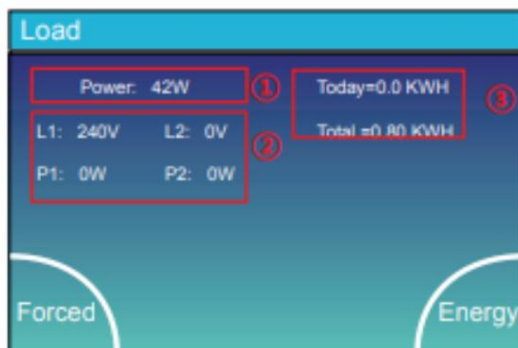 Load
Power: 42W ①
L1: 240V L2: 0V ②
P1: 0W P2: 0W
Today=0.0 KWH ③
Total =0.80 KWH
Forced
Energy